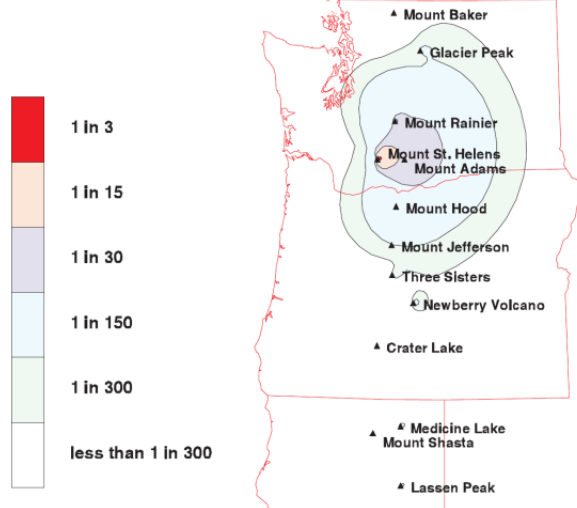 Mount Baker
Glacier Peak
Mount Rainier
Mount St. Helens
Mount Adams
Mount Hood
Mount Jefferson
Three Sisters
Newberry Volcano
Crater Lake
Medicine Lake
Mount Shasta
Lassen Peak
1 in 3
1 in 15
1 in 30
1 in 150
1 in 300
less than 1 in 300